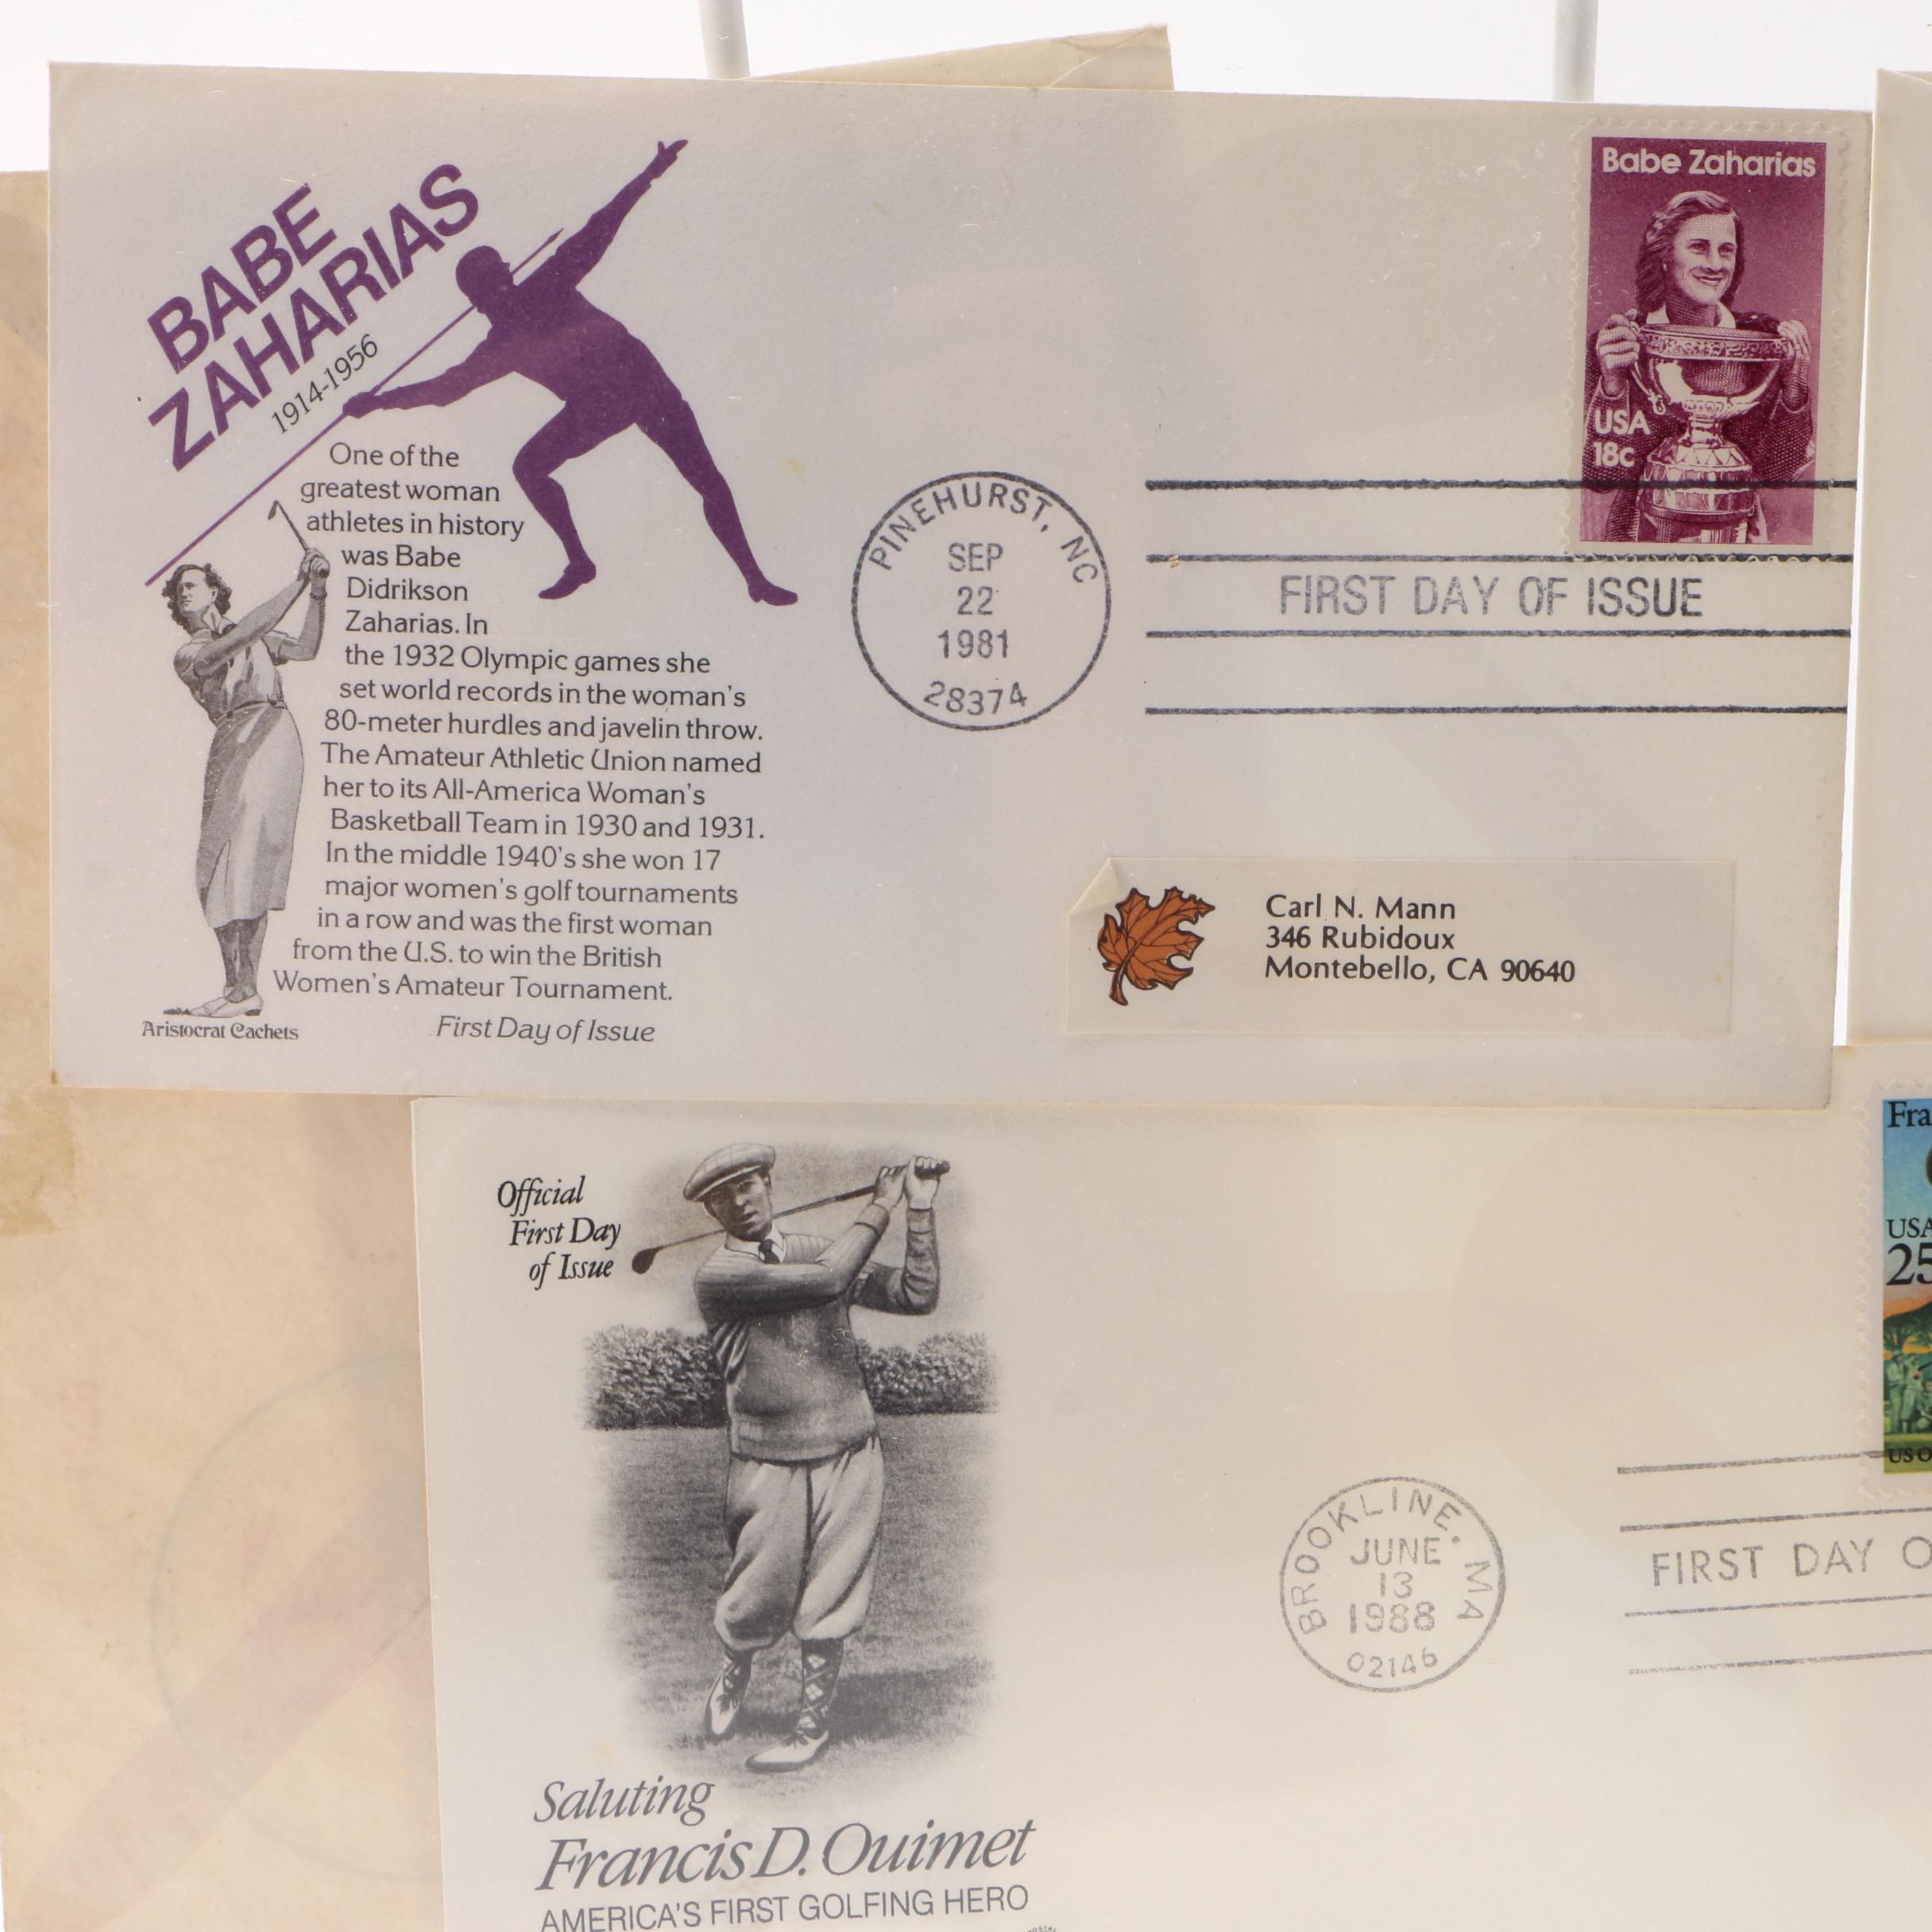 BABE
ZAHARIAS
1914-1956
One of the
greatest woman
athletes in history
was Babe
Didrikson
Zaharias. In
the 1932 Olympic games she
set world records in the woman's
80-meter hurdles and javelin throw.
The Amateur Athletic Union named
her to its All-America Woman's
Basketball Team in 1930 and 1931.
In the middle 1940's she won 17
major women's golf tournaments
in a row and was the first woman
from the U.S. to win the British
Women's Amateur Tournament.
Aristocrat Cachets
First Day of Issue
PINEHURST, NC
SEP
22
1981
28374
Babe Zaharias
USA
18c
FIRST DAY OF ISSUE
Carl N. Mann
346 Rubidoux
Montebello, CA 90640
Official
First Day
of Issue
Saluting
Francis D. Ouimet
AMERICA'S FIRST GOLFING HERO
BROOKLINE, MA
JUNE
13
1988
02146
FIRST DAY O
Fra
USA
25
US O